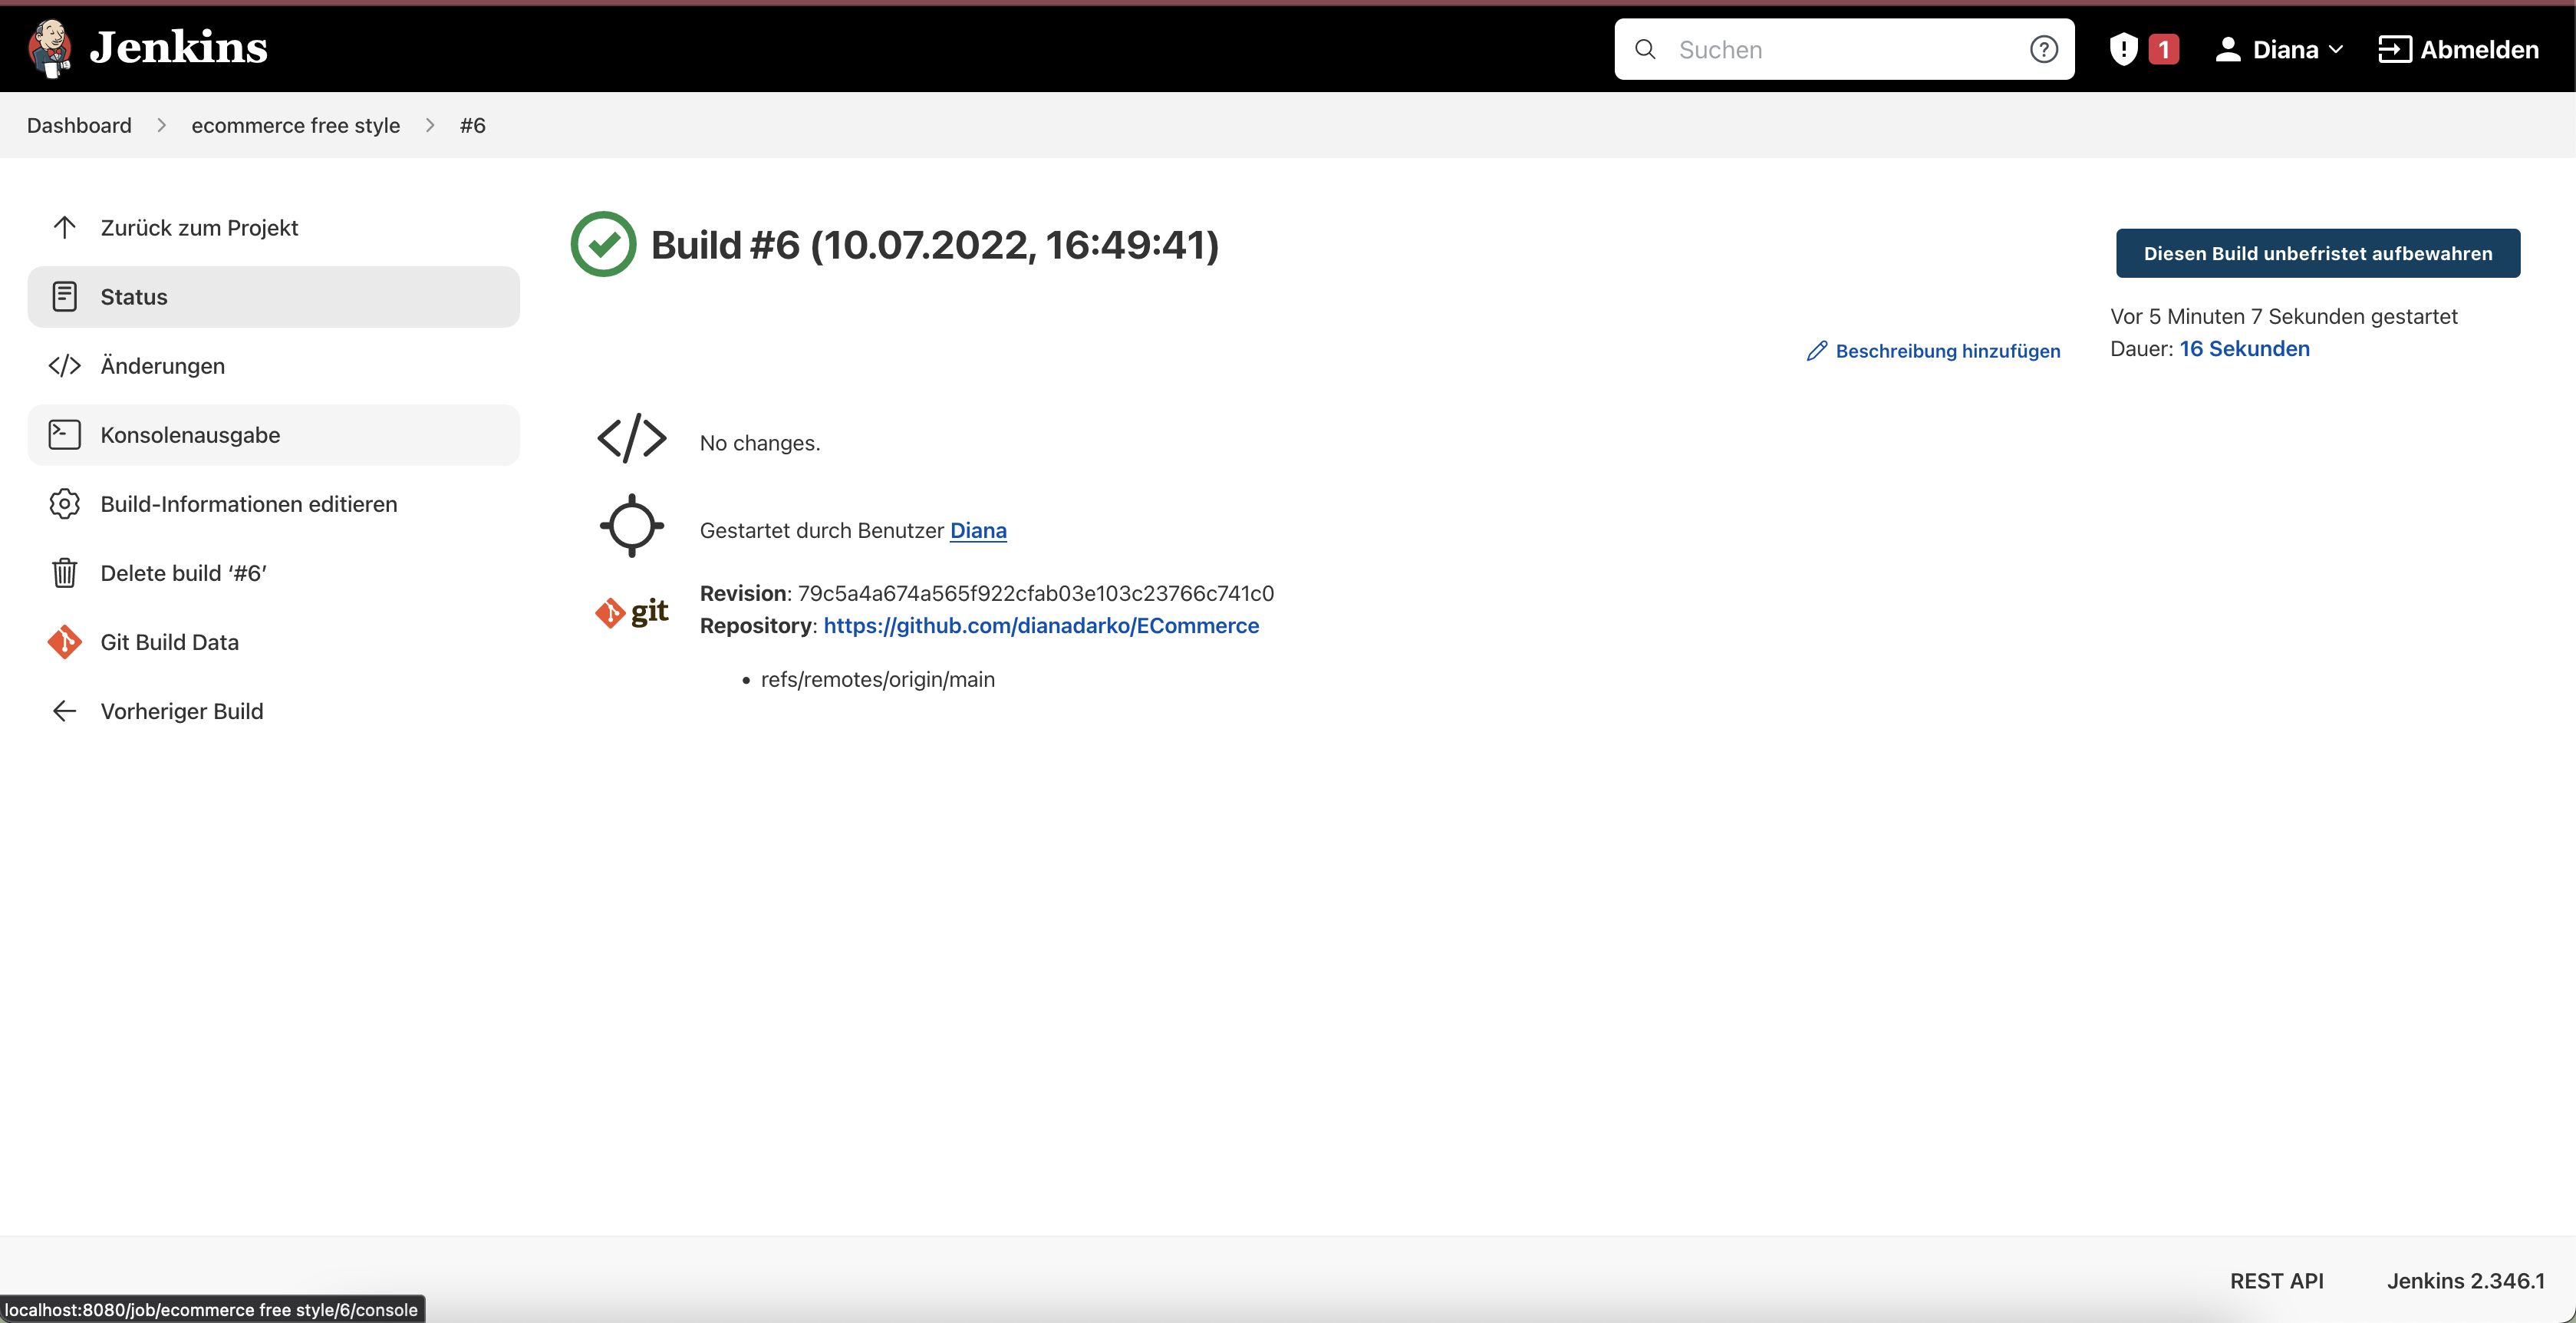 Jenkins
Suchen
1
Diana
Abmelden
Dashboard
ecommerce free style
#6
Zurück zum Projekt
Status
Änderungen
Konsolenausgabe
Build-Informationen editieren
Delete build ‘#6’
Git Build Data
Vorheriger Build
Build #6 (10.07.2022, 16:49:41)
Diesen Build unbefristet aufbewahren
Vor 5 Minuten 7 Sekunden gestartet
Dauer: 16 Sekunden
Beschreibung hinzufügen
No changes.
Gestartet durch Benutzer Diana
git
Revision: 79c5a4a674a565f922cfab03e103c23766c741c0
Repository: https://github.com/dianadarko/ECommerce
• refs/remotes/origin/main
REST API
Jenkins 2.346.1
localhost:8080/job/ecommerce free style/6/console